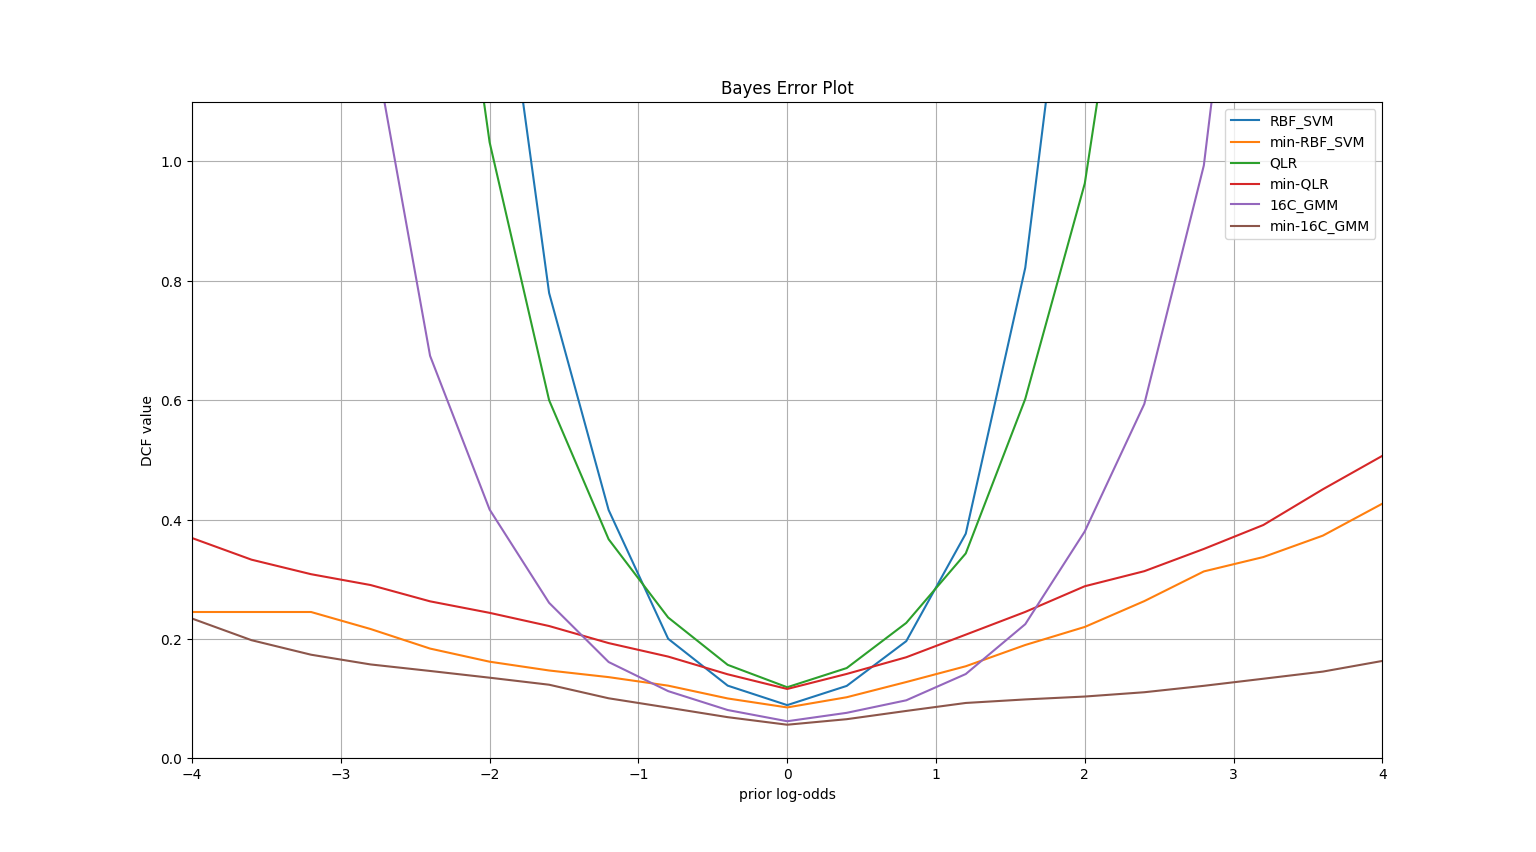 Bayes Error Plot
RBF_SVM
min-RBF_SVM
QLR
min-QLR
16C_GMM
min-16C_GMM
1.0
0.8
0.6
0.4
0.2
0.0
DCF value
−4 −3 −2 −1 0 1 2 3 4
prior log-odds